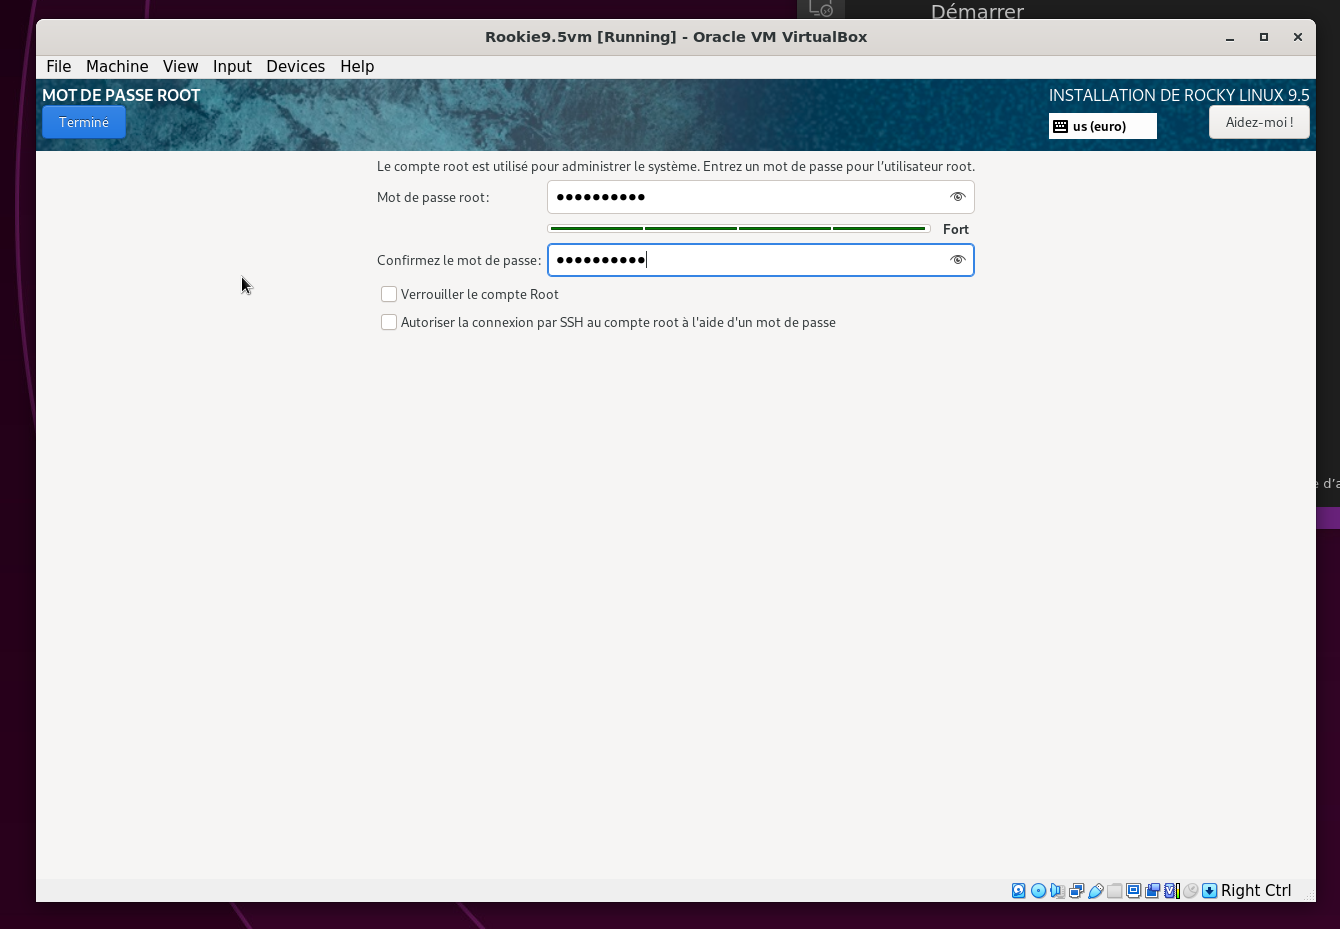 Démarrer
Rookie9.5vm [Running] - Oracle VM VirtualBox
File Machine View Input Devices Help
MOT DE PASSE ROOT
INSTALLATION DE ROCKY LINUX 9.5
Terminé
us (euro)
Aidez-moi !
Le compte root est utilisé pour administrer le système. Entrez un mot de passe pour l'utilisateur root.
Mot de passe root:
●●●●●●●●●●
Fort
Confirmez le mot de passe:
●●●●●●●●●●
Verrouiller le compte Root
Autoriser la connexion par SSH au compte root à l'aide d'un mot de passe
Right Ctrl